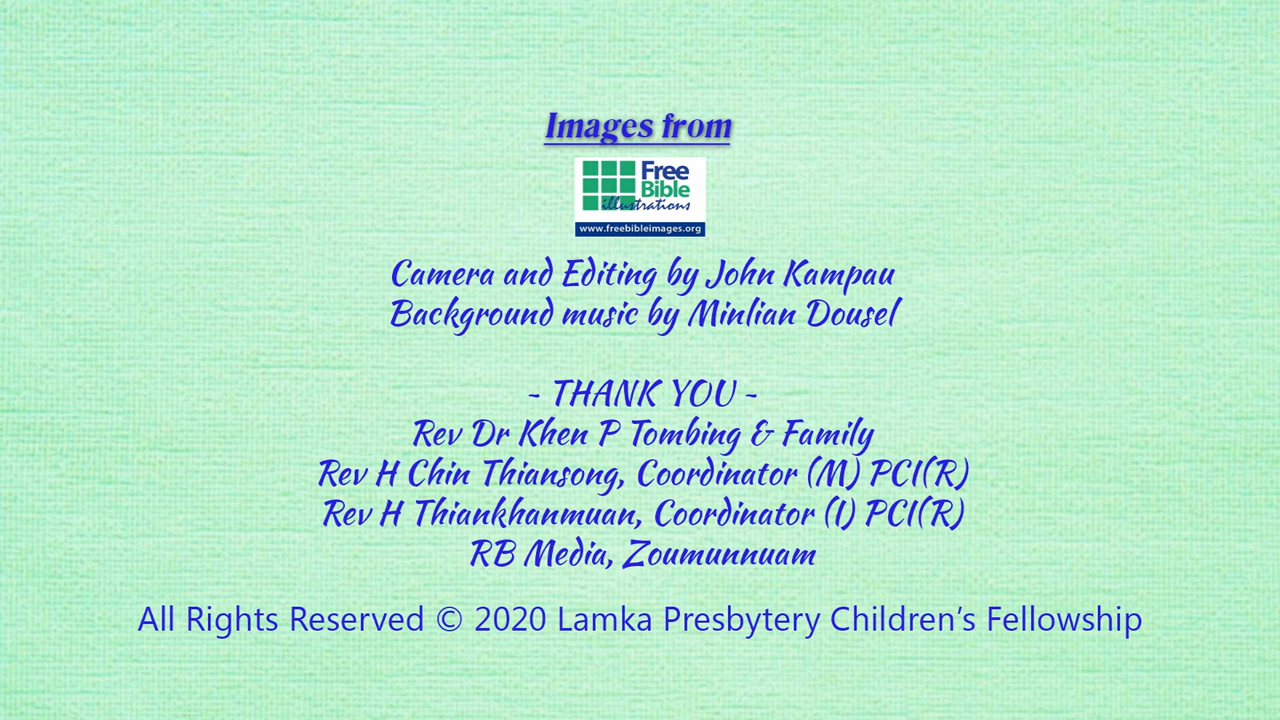 Images from
Free
Bible
illustrations
www.freebibleimages.org
Camera and Editing by John Kampau
Background music by Minlian Dousel
~ THANK YOU ~
Rev Dr Khen P Tombing & Family
Rev H Chin Thiansong, Coordinator (M) PCI(R)
Rev H Thiankhanmuan, Coordinator (I) PCI(R)
RB Media, Zoumunnuam
All Rights Reserved © 2020 Lamka Presbytery Children’s Fellowship